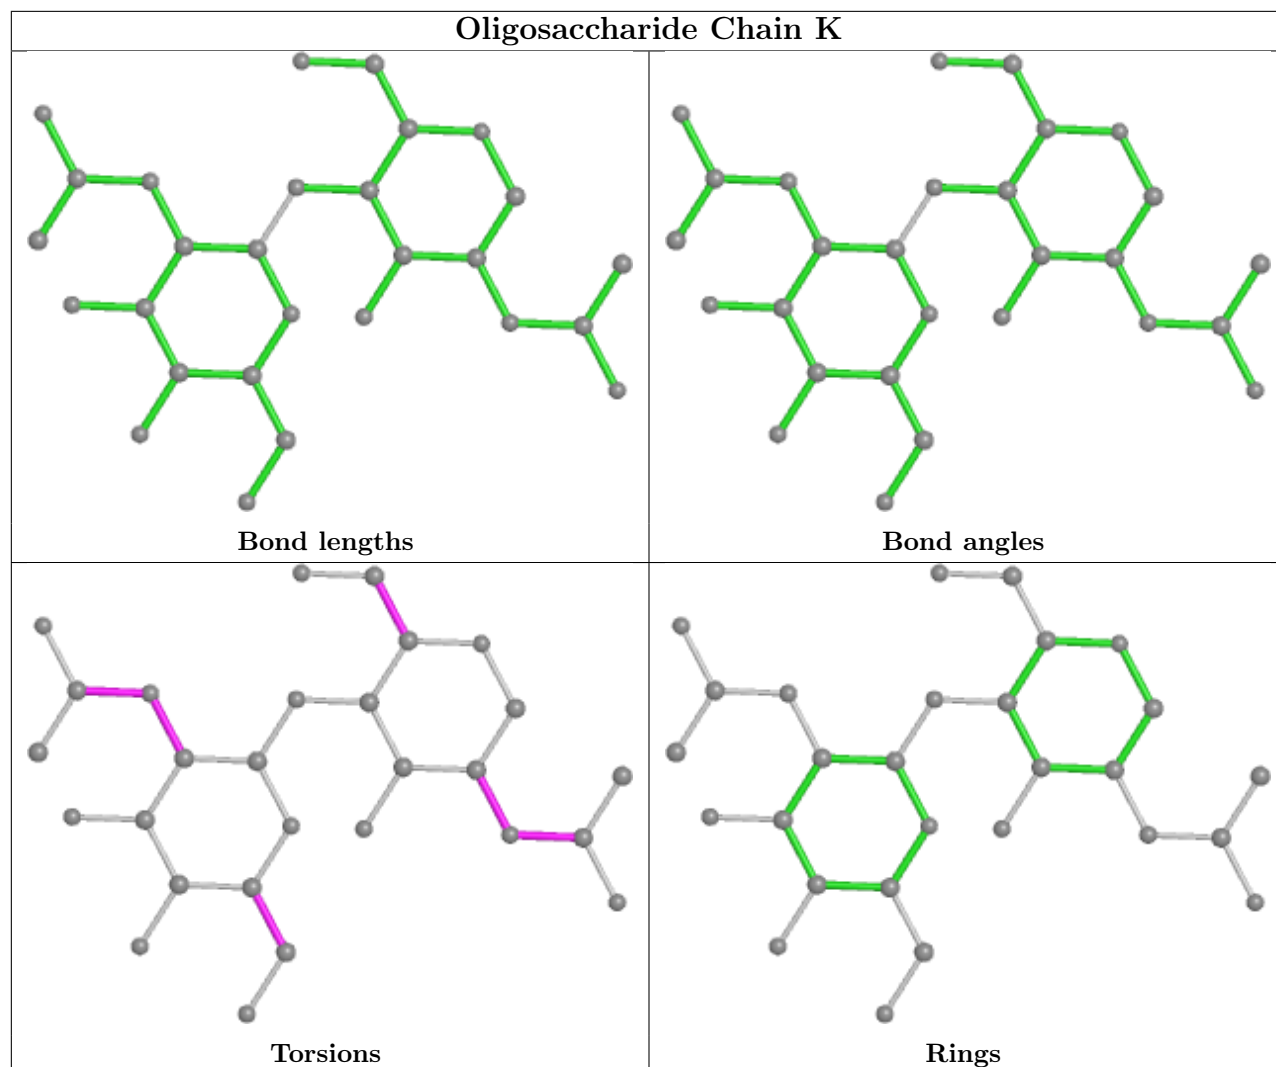 Oligosaccharide Chain K
Bond lengths
Bond angles
Torsions
Rings